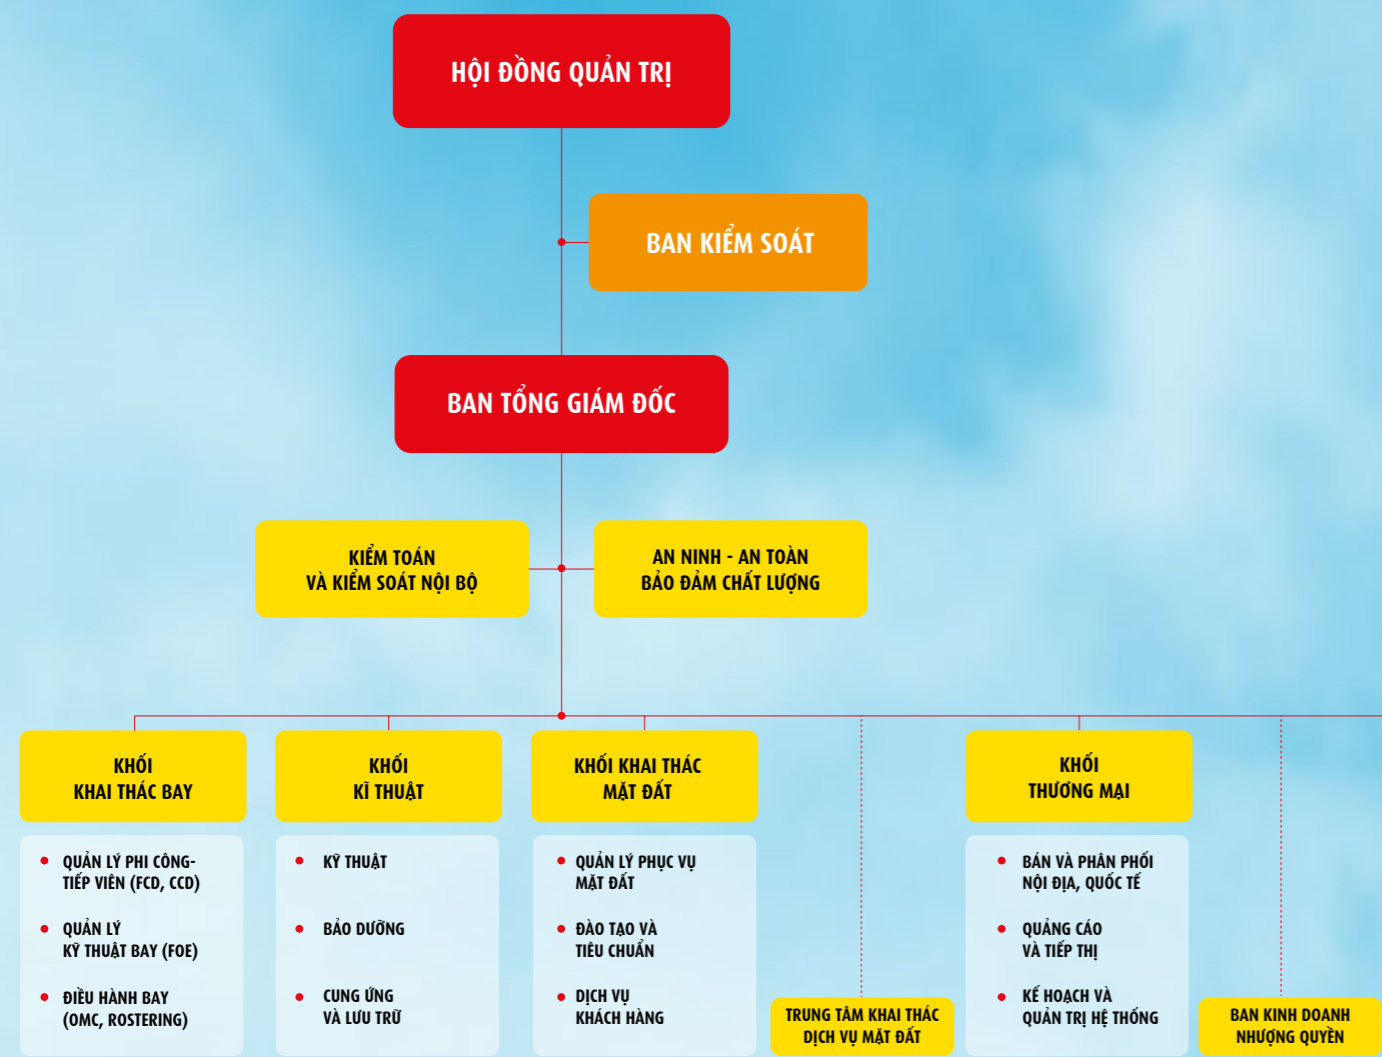 HỘI ĐỒNG QUẢN TRỊ
BAN KIỂM SOÁT
BAN TỔNG GIÁM ĐỐC
KIỂM TOÁN
VÀ KIỂM SOÁT NỘI BỘ
AN NINH - AN TOÀN
BẢO ĐẢM CHẤT LƯỢNG
KHỐI
KHAI THÁC BAY
QUẢN LÝ PHI CÔNG-
TIẾP VIÊN (FCD, CCD)
QUẢN LÝ
KỸ THUẬT BAY (FOE)
ĐIỀU HÀNH BAY
(OMC, ROSTERING)
KHỐI
KĨ THUẬT
KỸ THUẬT
BẢO DƯỠNG
CUNG ỨNG
VÀ LƯU TRỮ
KHỐI KHAI THÁC
MẶT ĐẤT
QUẢN LÝ PHỤC VỤ
MẶT ĐẤT
ĐÀO TẠO VÀ
TIÊU CHUẨN
DỊCH VỤ
KHÁCH HÀNG
TRUNG TÂM KHAI THÁC
DỊCH VỤ MẶT ĐẤT
KHỐI
THƯƠNG MẠI
BÁN VÀ PHÂN PHỐI
NỘI ĐỊA, QUỐC TẾ
QUẢNG CÁO
VÀ TIẾP THỊ
KẾ HOẠCH VÀ
QUẢN TRỊ HỆ THỐNG
BAN KINH DOANH
NHƯỢNG QUYỀN